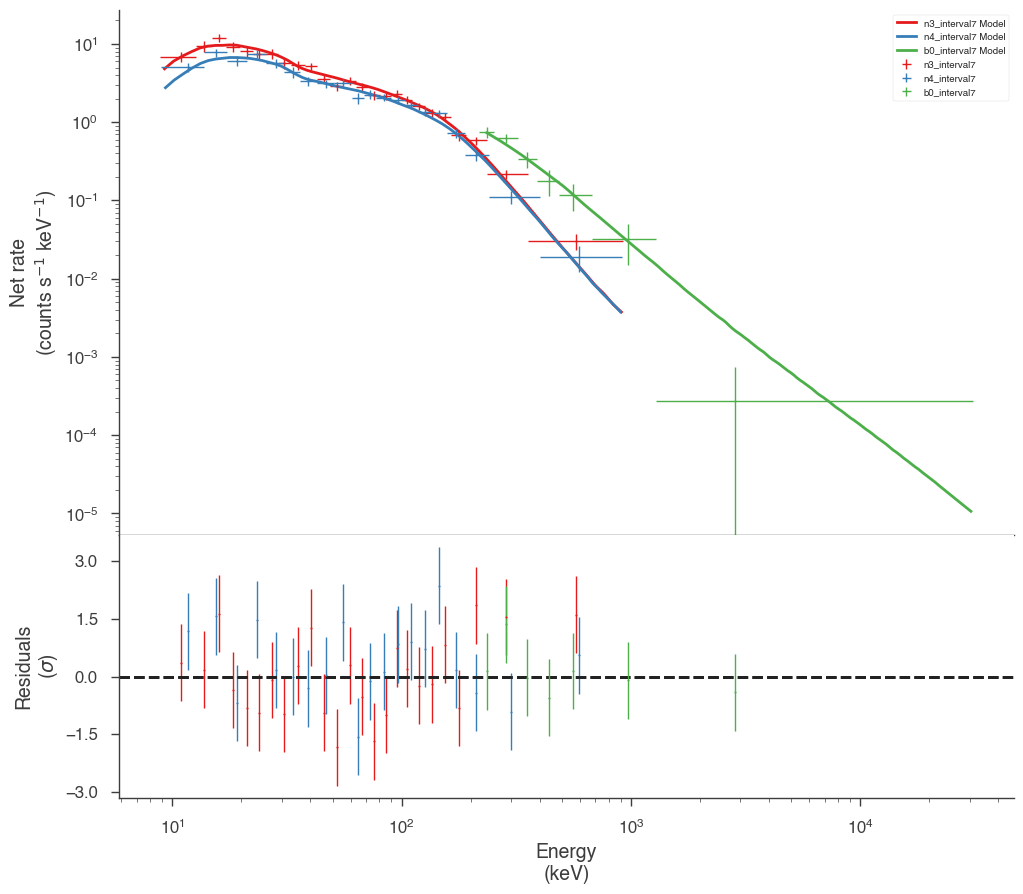 n3_interval7 Model
n4_interval7 Model
b0_interval7 Model
n3_interval7
n4_interval7
b0_interval7
10¹
10⁰
10⁻¹
10⁻²
10⁻³
10⁻⁴
10⁻⁵
Net rate
(counts s⁻¹ keV⁻¹)
3.0
1.5
0.0
−1.5
−3.0
Residuals
(σ)
10¹ 10² 10³ 10⁴
Energy
(keV)